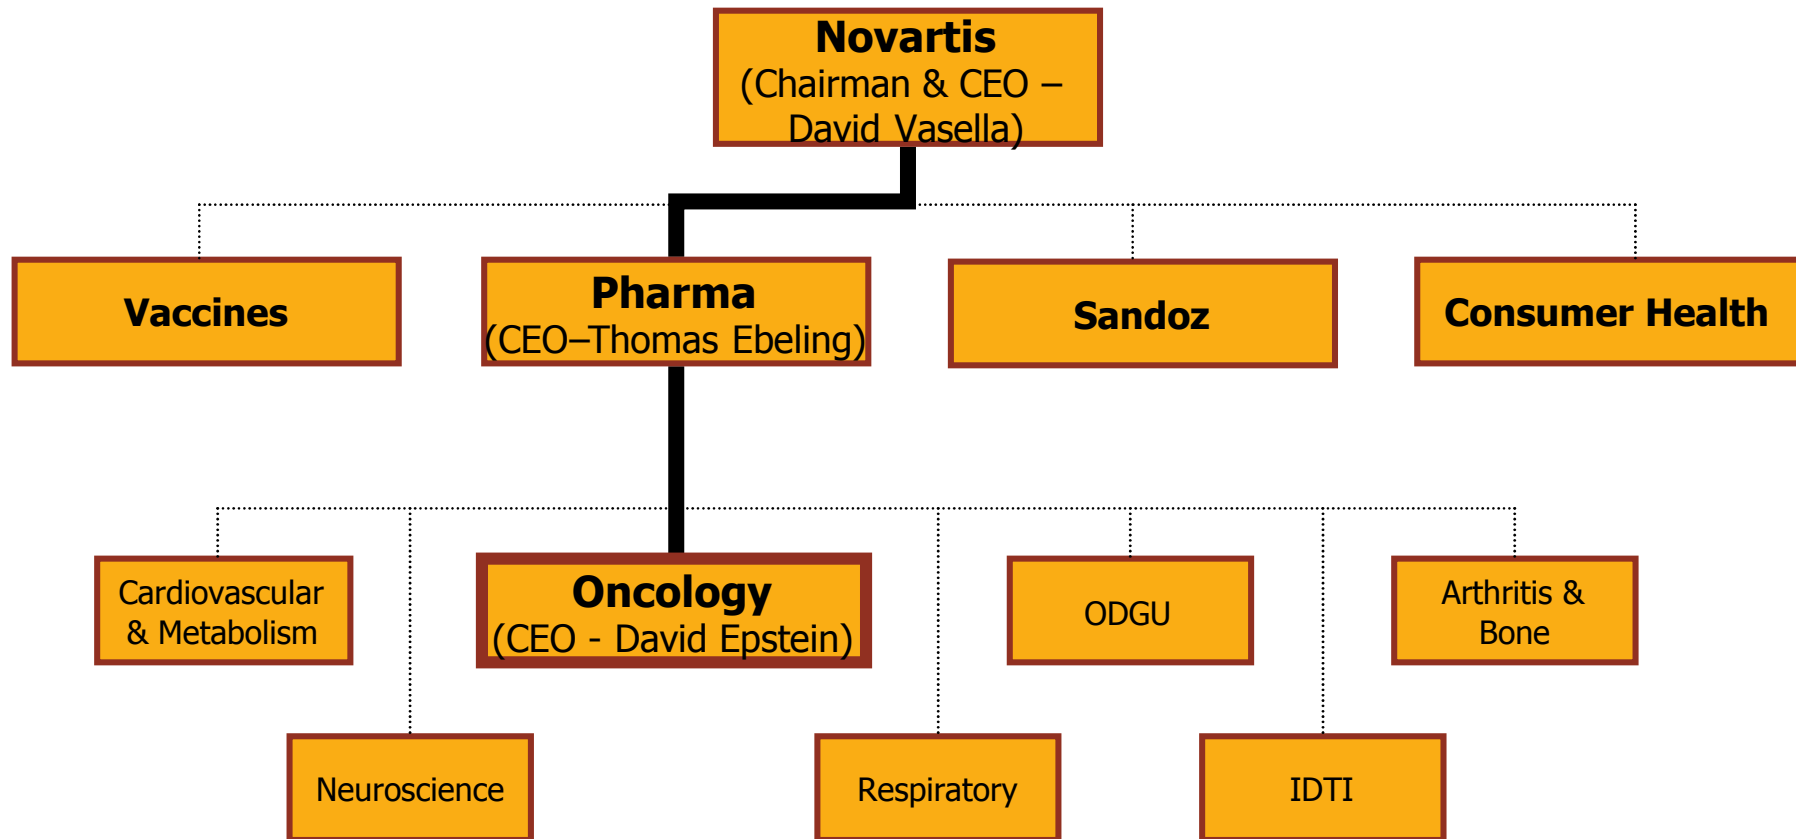 Novartis
(Chairman & CEO –
David Vasella)
Vaccines
Pharma
(CEO–Thomas Ebeling)
Sandoz
Consumer Health
Cardiovascular
& Metabolism
Oncology
(CEO - David Epstein)
ODGU
Arthritis &
Bone
Neuroscience
Respiratory
IDTI